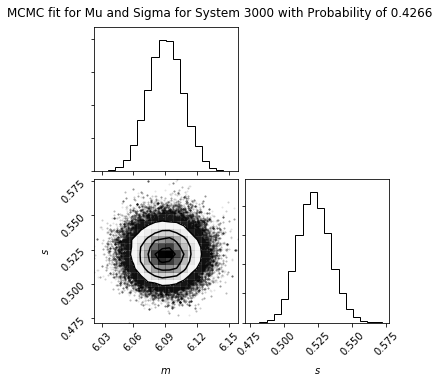 MCMC fit for Mu and Sigma for System 3000 with Probability of 0.4266
0.575
0.550
s
0.525
0.500
0.475
6.03 6.06 6.09 6.12 6.15 0.475 0.500 0.525 0.550 0.575
m s